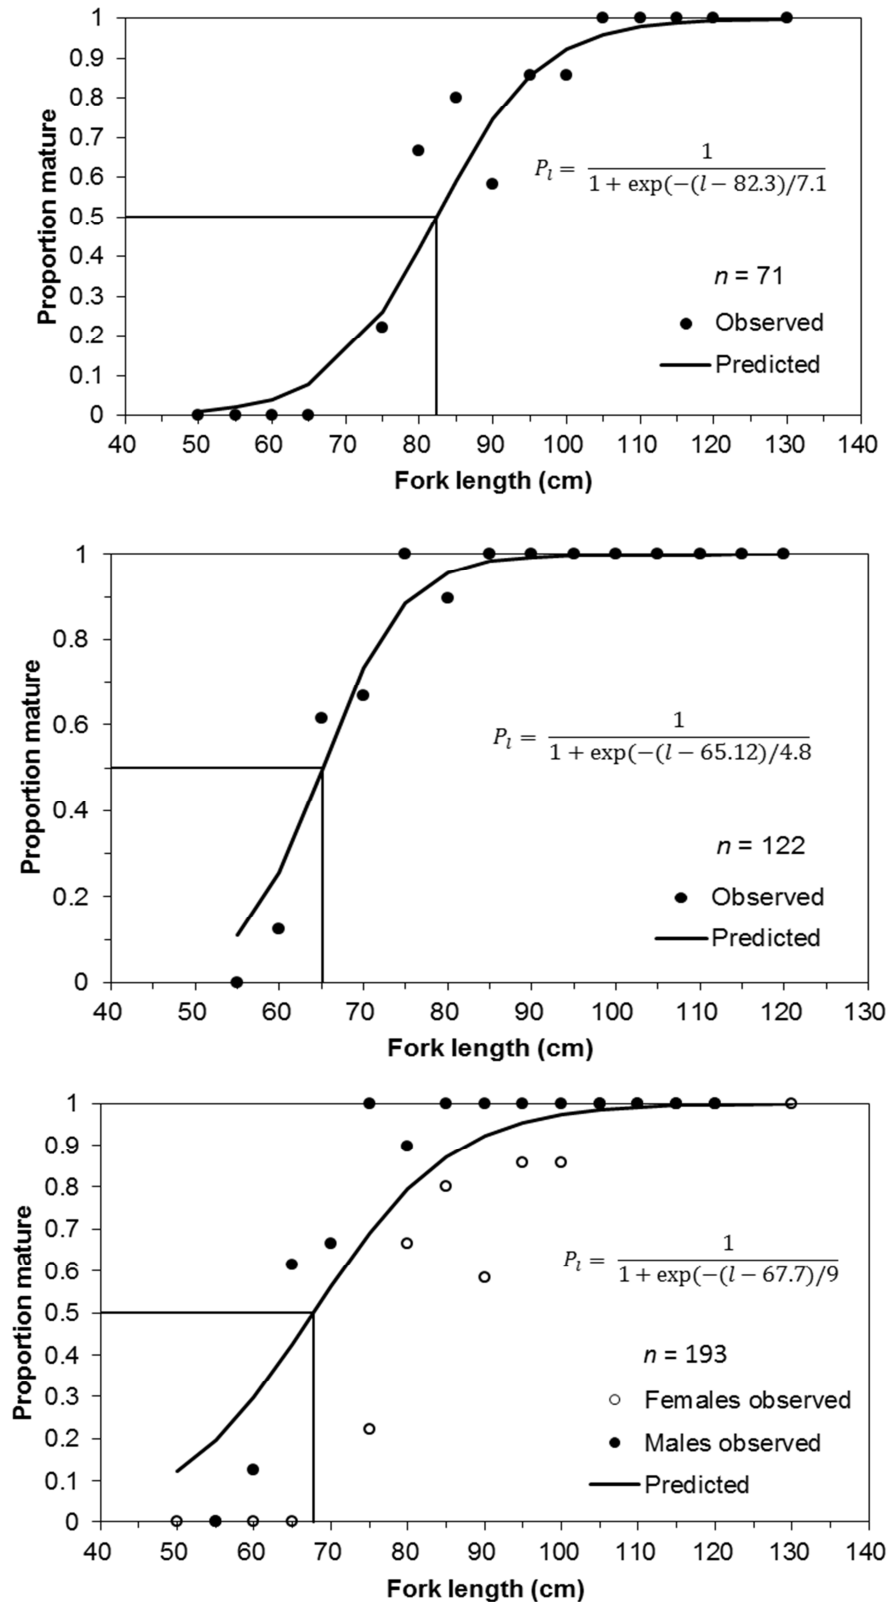 1
0.9
0.8
0.7
0.6
0.5
0.4
0.3
0.2
0.1
0
Proportion mature
P_l = 1 / 1 + exp(−(l − 82.3)/7.1
n = 71
Observed
Predicted
40 50 60 70 80 90 100 110 120 130 140
Fork length (cm)
1
0.8
0.6
0.4
0.2
0
Proportion mature
P_l = 1 / 1 + exp(−(l − 65.12)/4.8
n = 122
Observed
Predicted
40 50 60 70 80 90 100 110 120 130
Fork length (cm)
1
0.9
0.8
0.7
0.6
0.5
0.4
0.3
0.2
0.1
0
Proportion mature
P_l = 1 / 1 + exp(−(l − 67.7)/9
n = 193
Females observed
Males observed
Predicted
40 50 60 70 80 90 100 110 120 130 140
Fork length (cm)